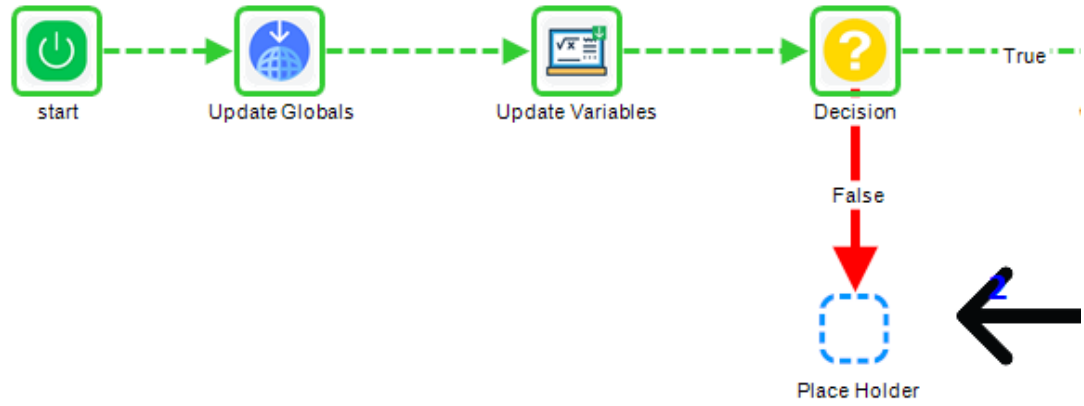 True
start
Update Globals
Update Variables
Decision
False
2
Place Holder